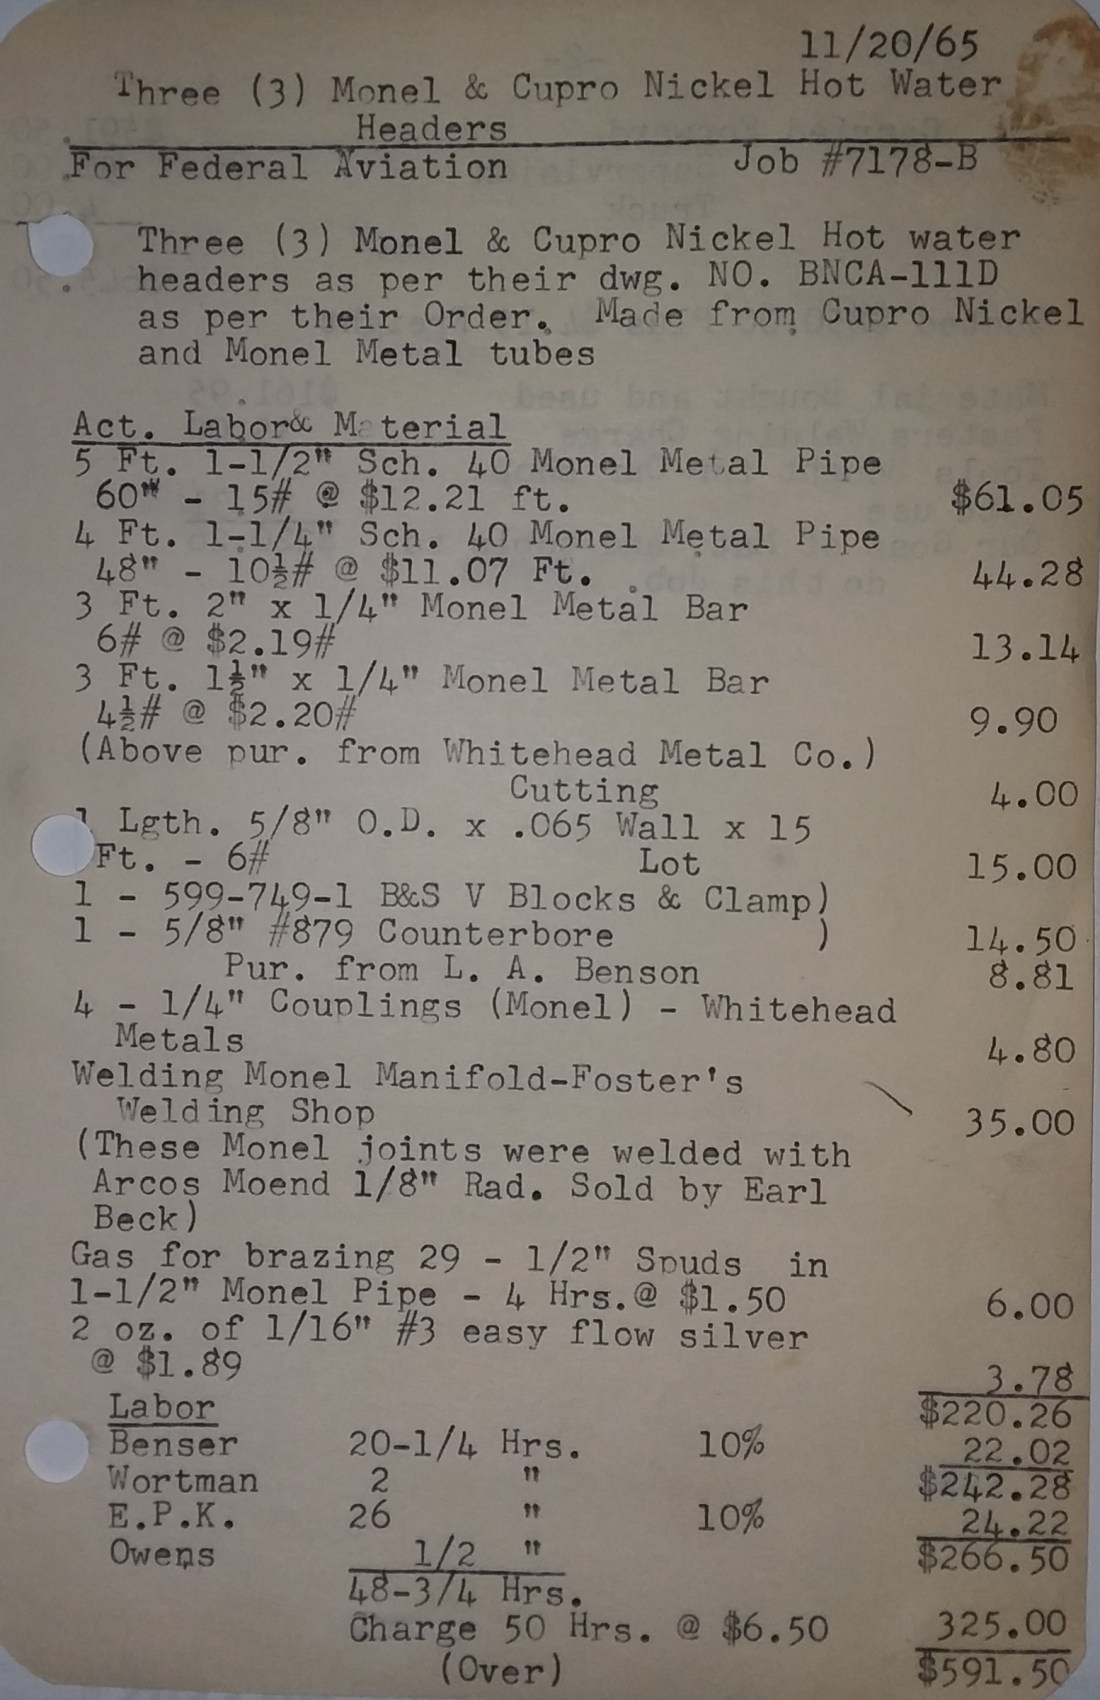 11/20/65
Three (3) Monel & Cupro Nickel Hot Water
Headers
For Federal Aviation Job #7178-B
Three (3) Monel & Cupro Nickel Hot water
headers as per their dwg. NO. BNCA-111D
as per their Order. Made from Cupro Nickel
and Monel Metal tubes
Act. Labor& Material
5 Ft. 1-1/2" Sch. 40 Monel Metal Pipe
60" - 15# @ $12.21 ft. $61.05
4 Ft. 1-1/4" Sch. 40 Monel Metal Pipe
48" - 10½# @ $11.07 Ft. 44.28
3 Ft. 2" x 1/4" Monel Metal Bar
6# @ $2.19# 13.14
3 Ft. 1½" x 1/4" Monel Metal Bar
4½# @ $2.20# 9.90
(Above pur. from Whitehead Metal Co.)
Cutting 4.00
1 Lgth. 5/8" O.D. x .065 Wall x 15
Ft. - 6# Lot 15.00
1 - 599-749-1 B&S V Blocks & Clamp)
1 - 5/8" #879 Counterbore ) 14.50
Pur. from L. A. Benson 8.81
4 - 1/4" Couplings (Monel) - Whitehead
Metals 4.80
Welding Monel Manifold-Foster's
Welding Shop 35.00
(These Monel joints were welded with
Arcos Moend 1/8" Rad. Sold by Earl
Beck)
Gas for brazing 29 - 1/2" Spuds in
1-1/2" Monel Pipe - 4 Hrs.@ $1.50 6.00
2 oz. of 1/16" #3 easy flow silver
@ $1.89 3.78
Labor $220.26
Benser 20-1/4 Hrs. 10% 22.02
Wortman 2 " $242.28
E.P.K. 26 " 10% 24.22
Owens 1/2 " $266.50
48-3/4 Hrs.
Charge 50 Hrs. @ $6.50 325.00
(Over) $591.50